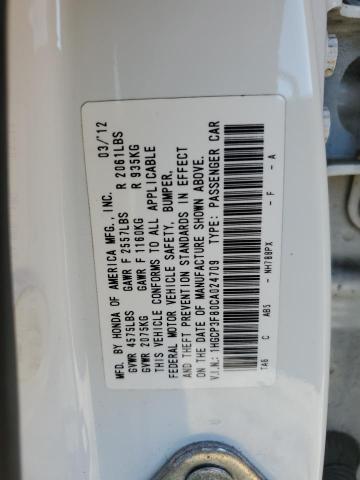 MFD. BY HONDA OF AMERICA MFG., INC. 03/'12
GVWR 4575LBS GAWR F 2557LBS R 2061LBS
GVWR 2075KG GAWR F 1160KG R 935KG
THIS VEHICLE CONFORMS TO ALL APPLICABLE
FEDERAL MOTOR VEHICLE SAFETY, BUMPER,
AND THEFT PREVENTION STANDARDS IN EFFECT
ON THE DATE OF MANUFACTURE SHOWN ABOVE.
V.I.N.: 1HGCP3F80CA024709 TYPE: PASSENGER CAR
TA6 C AB5 - NH788PX - F - A